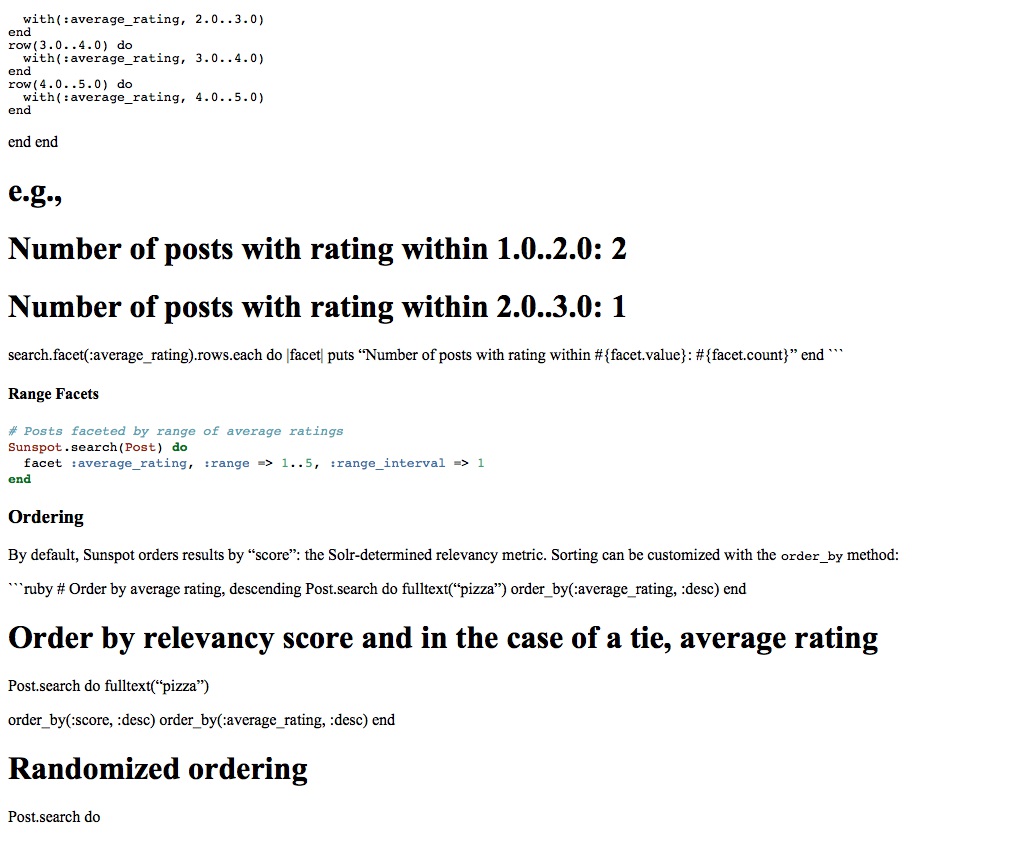 with(:average_rating, 2.0..3.0)
end
row(3.0..4.0) do
  with(:average_rating, 3.0..4.0)
end
row(4.0..5.0) do
  with(:average_rating, 4.0..5.0)
end
end end
e.g.,
Number of posts with rating within 1.0..2.0: 2
Number of posts with rating within 2.0..3.0: 1
search.facet(:average_rating).rows.each do |facet| puts “Number of posts with rating within #{facet.value}: #{facet.count}” end ```
Range Facets
# Posts faceted by range of average ratings
Sunspot.search(Post) do
  facet :average_rating, :range => 1..5, :range_interval => 1
end
Ordering
By default, Sunspot orders results by “score”: the Solr-determined relevancy metric. Sorting can be customized with the order_by method:
```ruby # Order by average rating, descending Post.search do fulltext(“pizza”) order_by(:average_rating, :desc) end
Order by relevancy score and in the case of a tie, average rating
Post.search do fulltext(“pizza”)
order_by(:score, :desc) order_by(:average_rating, :desc) end
Randomized ordering
Post.search do